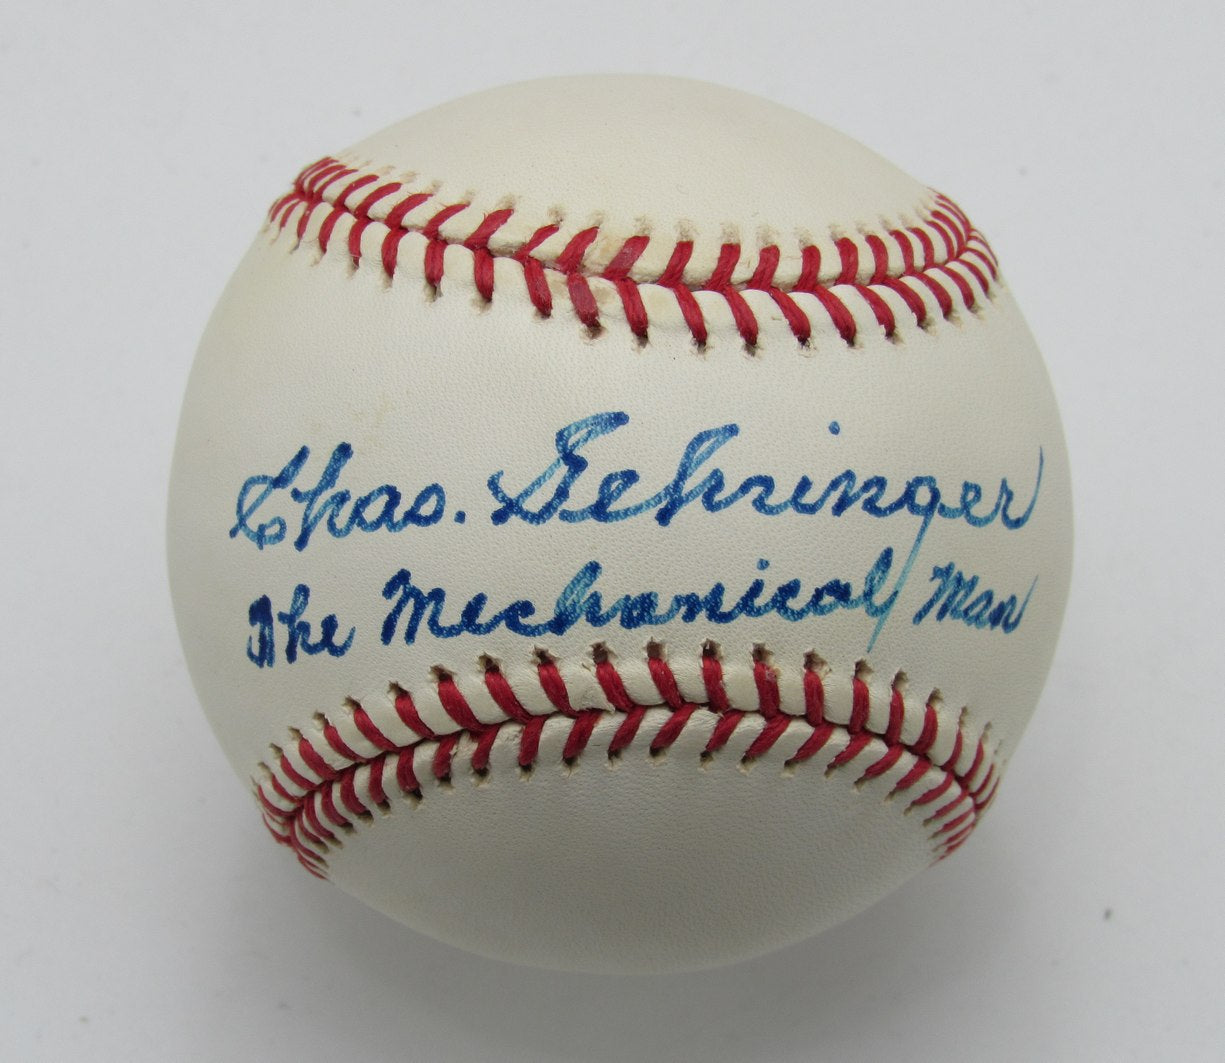 Chas. Gehringer
The Mechanical Man